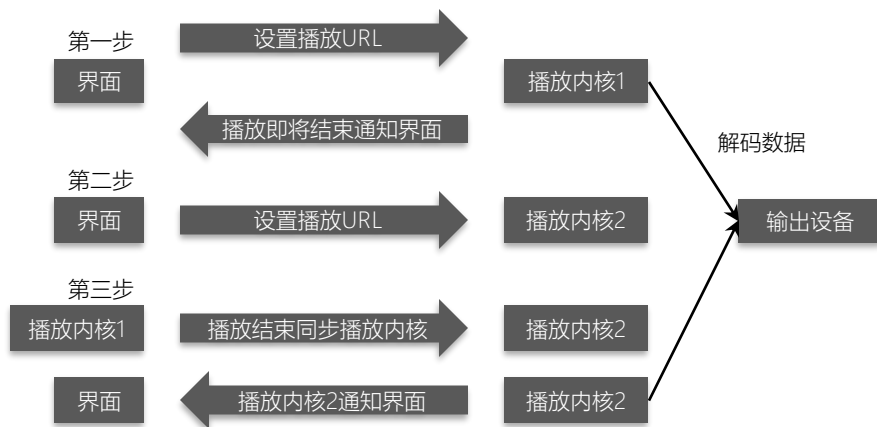 第一步
设置播放URL
界面
播放内核1
播放即将结束通知界面
解码数据
第二步
界面
设置播放URL
播放内核2
输出设备
第三步
播放内核1
播放结束同步播放内核
播放内核2
界面
播放内核2通知界面
播放内核2